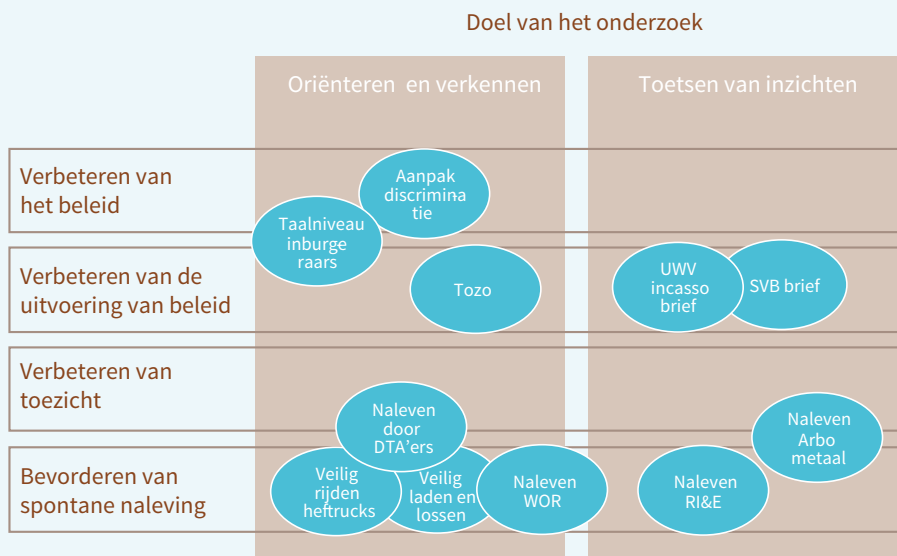 Doel van het onderzoek
Oriënteren en verkennen
Toetsen van inzichten
Verbeteren van
het beleid
Aanpak
discrimina
tie
Taalniveau
inburge
raars
Verbeteren van de
uitvoering van beleid
Tozo
UWV
incasso
brief
SVB brief
Verbeteren van
toezicht
Naleven
door
DTA'ers
Naleven
Arbo
metaal
Bevorderen van
spontane naleving
Veilig
rijden
heftrucks
Veilig
laden en
lossen
Naleven
WOR
Naleven
RI&E